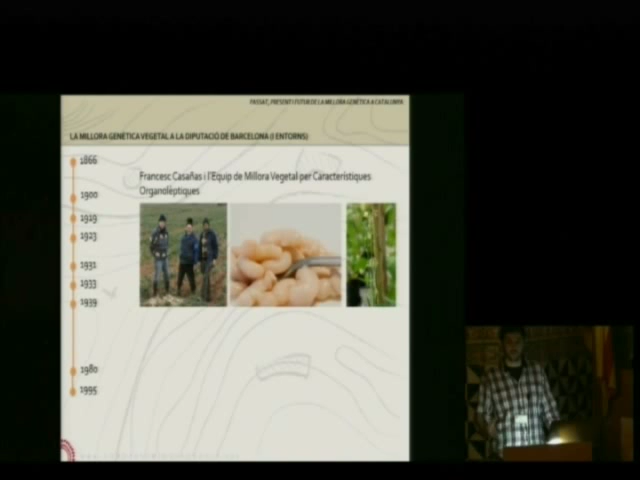 PASSAT, PRESENT I FUTUR DE LA MILLORA GENÈTICA A CATALUNYA
LA MILLORA GENÈTICA VEGETAL A LA DIPUTACIÓ DE BARCELONA (I ENTORNS)
1866
Francesc Casañas i l'Equip de Millora Vegetal per Característiques
Organolèptiques
1900
1919
1923
1931
1933
1939
1980
1995